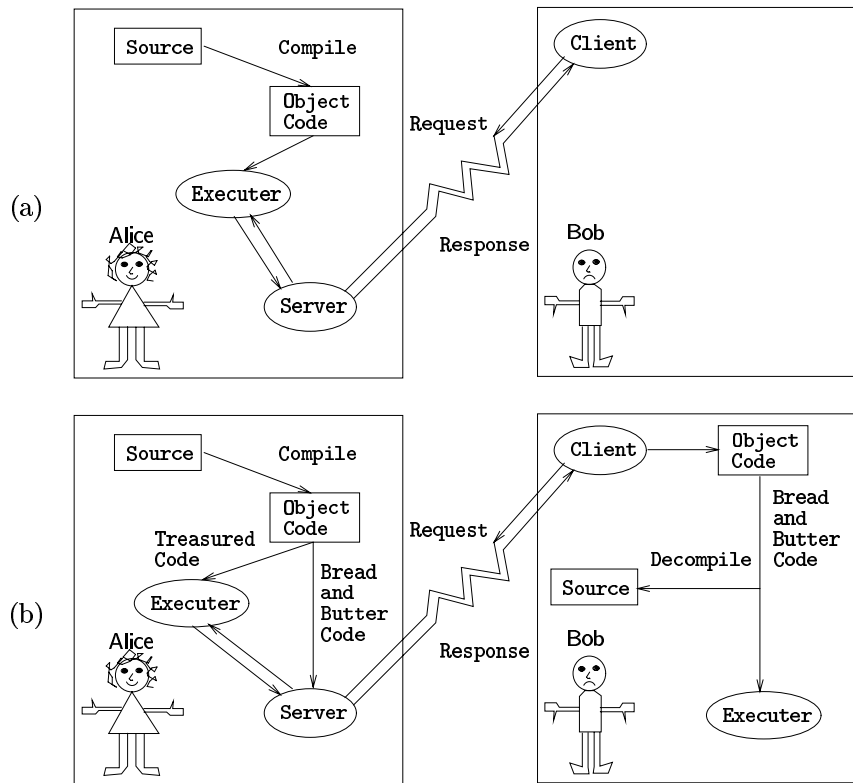 Source
Compile
Client
Object
Code
Request
(a)
Executer
Alice
Response
Bob
Server
Source
Compile
Client
Object
Code
Object
Code
Request
Bread
and
Butter
Code
Treasured
Code
Bread
and
Butter
Code
Decompile
(b)
Executer
Source
Alice
Response
Bob
Server
Executer